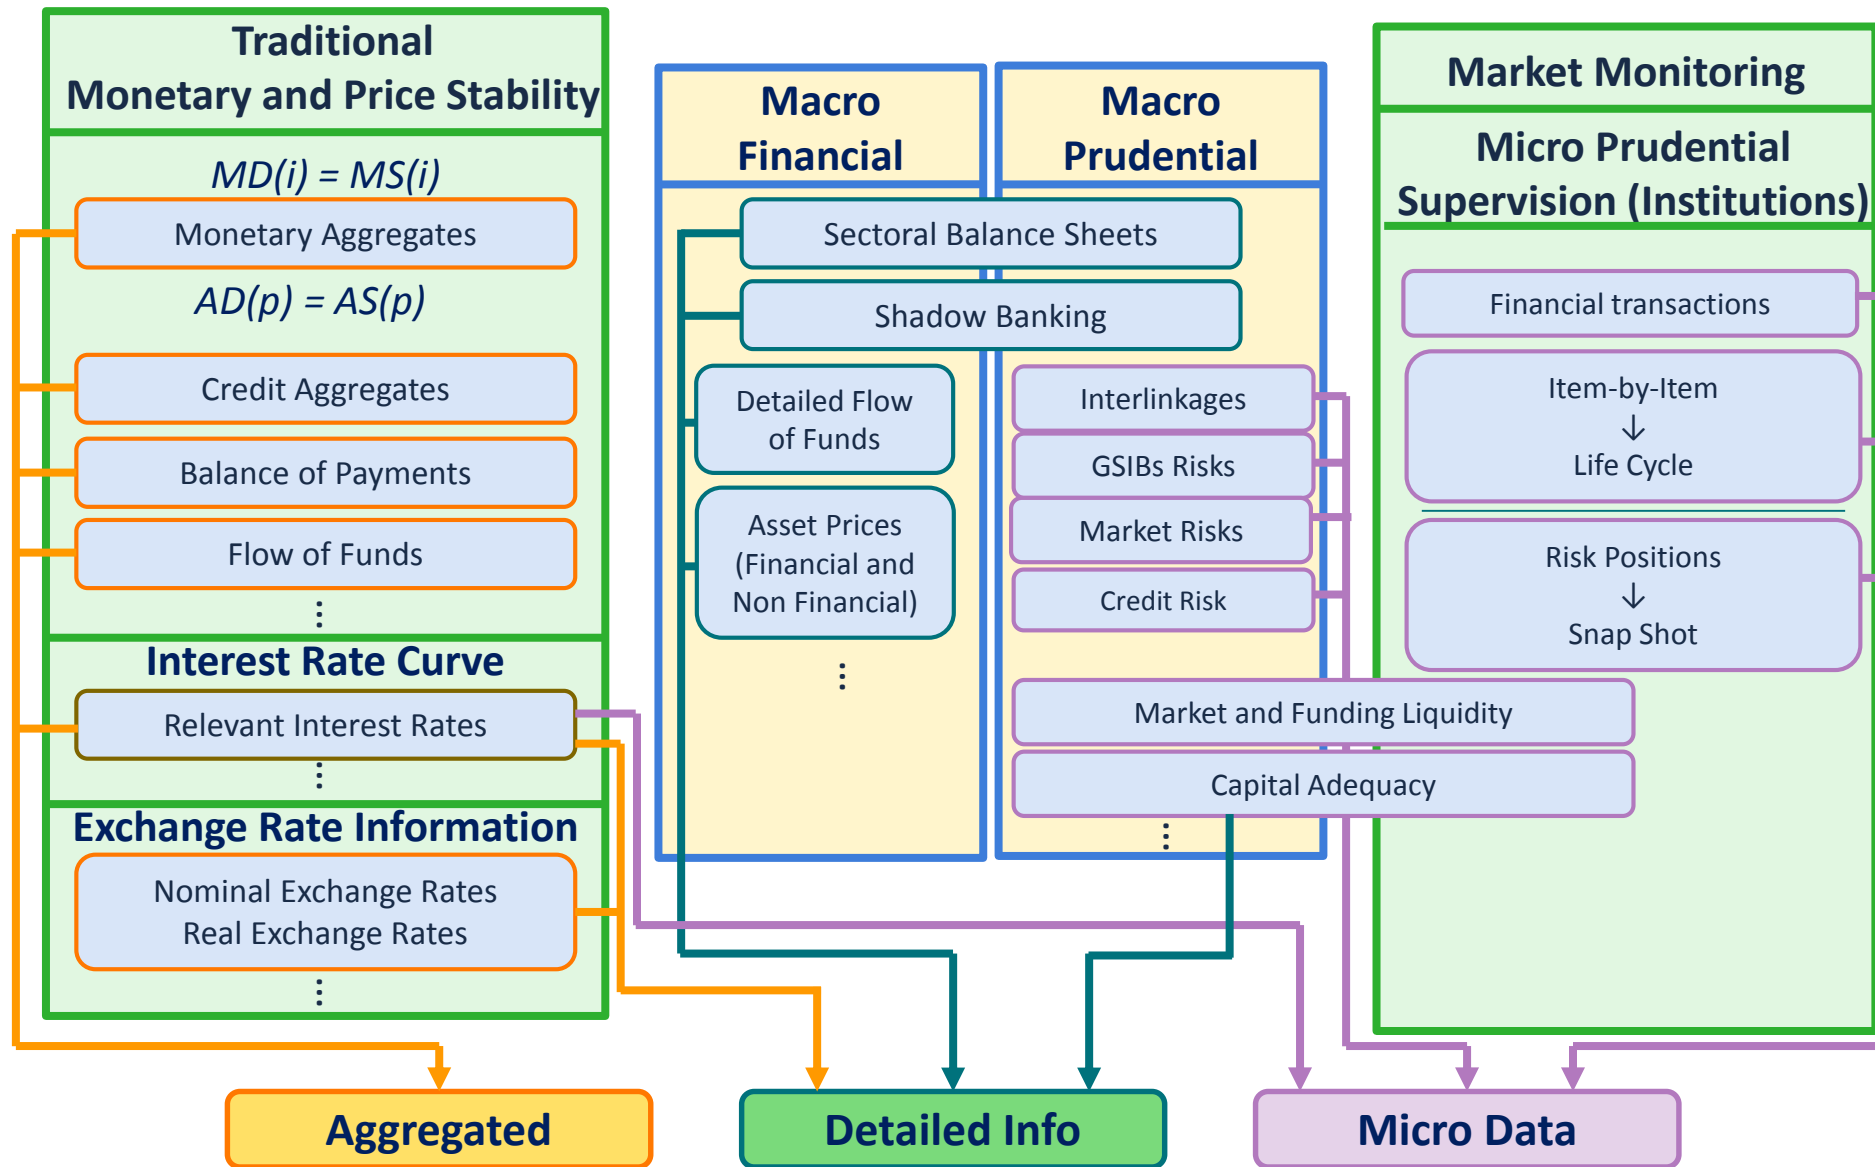 Traditional
Monetary and Price Stability
MD(i) = MS(i)
Monetary Aggregates
AD(p) = AS(p)
Credit Aggregates
Balance of Payments
Flow of Funds
⋮
Interest Rate Curve
Relevant Interest Rates
⋮
Exchange Rate Information
Nominal Exchange Rates
Real Exchange Rates
⋮
Macro
Financial
Macro
Prudential
Sectoral Balance Sheets
Shadow Banking
Detailed Flow
of Funds
Asset Prices
(Financial and
Non Financial)
⋮
Interlinkages
GSIBs Risks
Market Risks
Credit Risk
Market and Funding Liquidity
Capital Adequacy
⋮
Market Monitoring
Micro Prudential
Supervision (Institutions)
Financial transactions
Item-by-Item
↓
Life Cycle
Risk Positions
↓
Snap Shot
Aggregated
Detailed Info
Micro Data